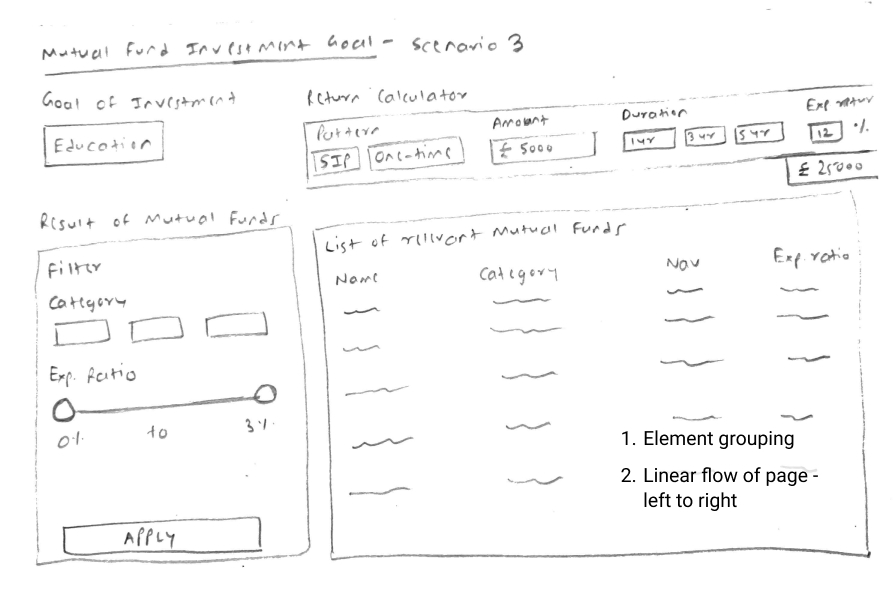 Mutual Fund Investment Goal - Scenario 3
Goal of Investment
Education
Return Calculator
Pattern
SIP
One-time
Amount
£ 5000
Duration
1 yr
3 yr
5 yr
Exp return
12 %
£ 25000
Result of Mutual Funds
Filter
Category
Exp. Ratio
0% to 3%
APPLY
List of relevant Mutual Funds
Name Category Nav Exp. ratio
1. Element grouping
2. Linear flow of page -
left to right